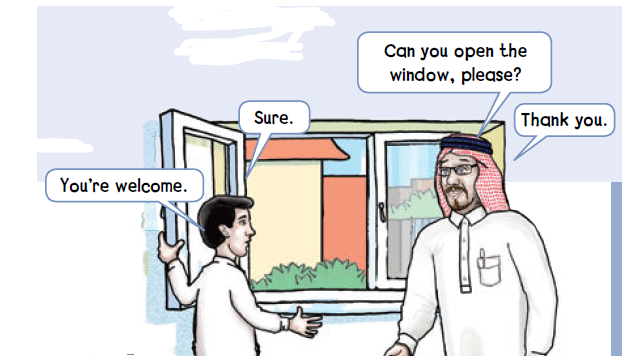 Can you open the
window, please?
Sure.
Thank you.
You're welcome.